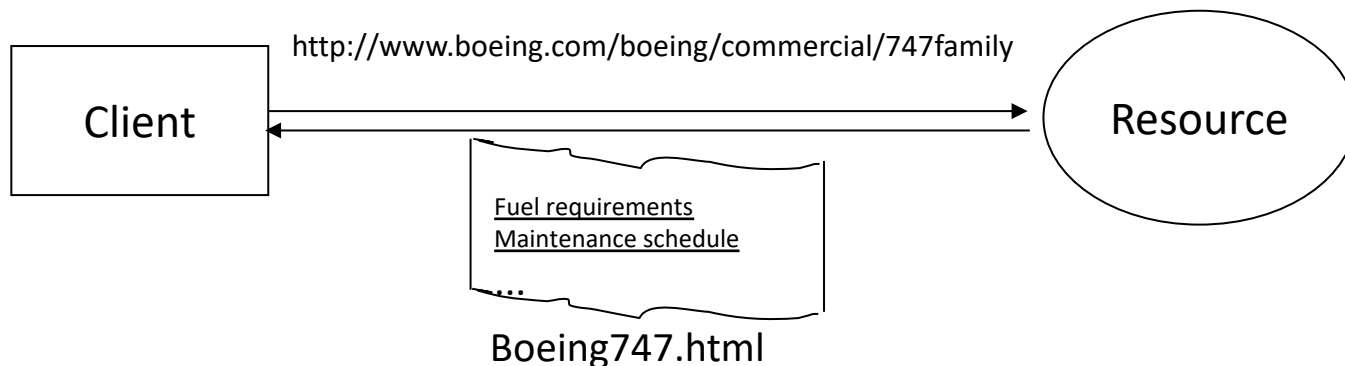 http://www.boeing.com/boeing/commercial/747family
Client
Resource
Fuel requirements
Maintenance schedule
....
Boeing747.html